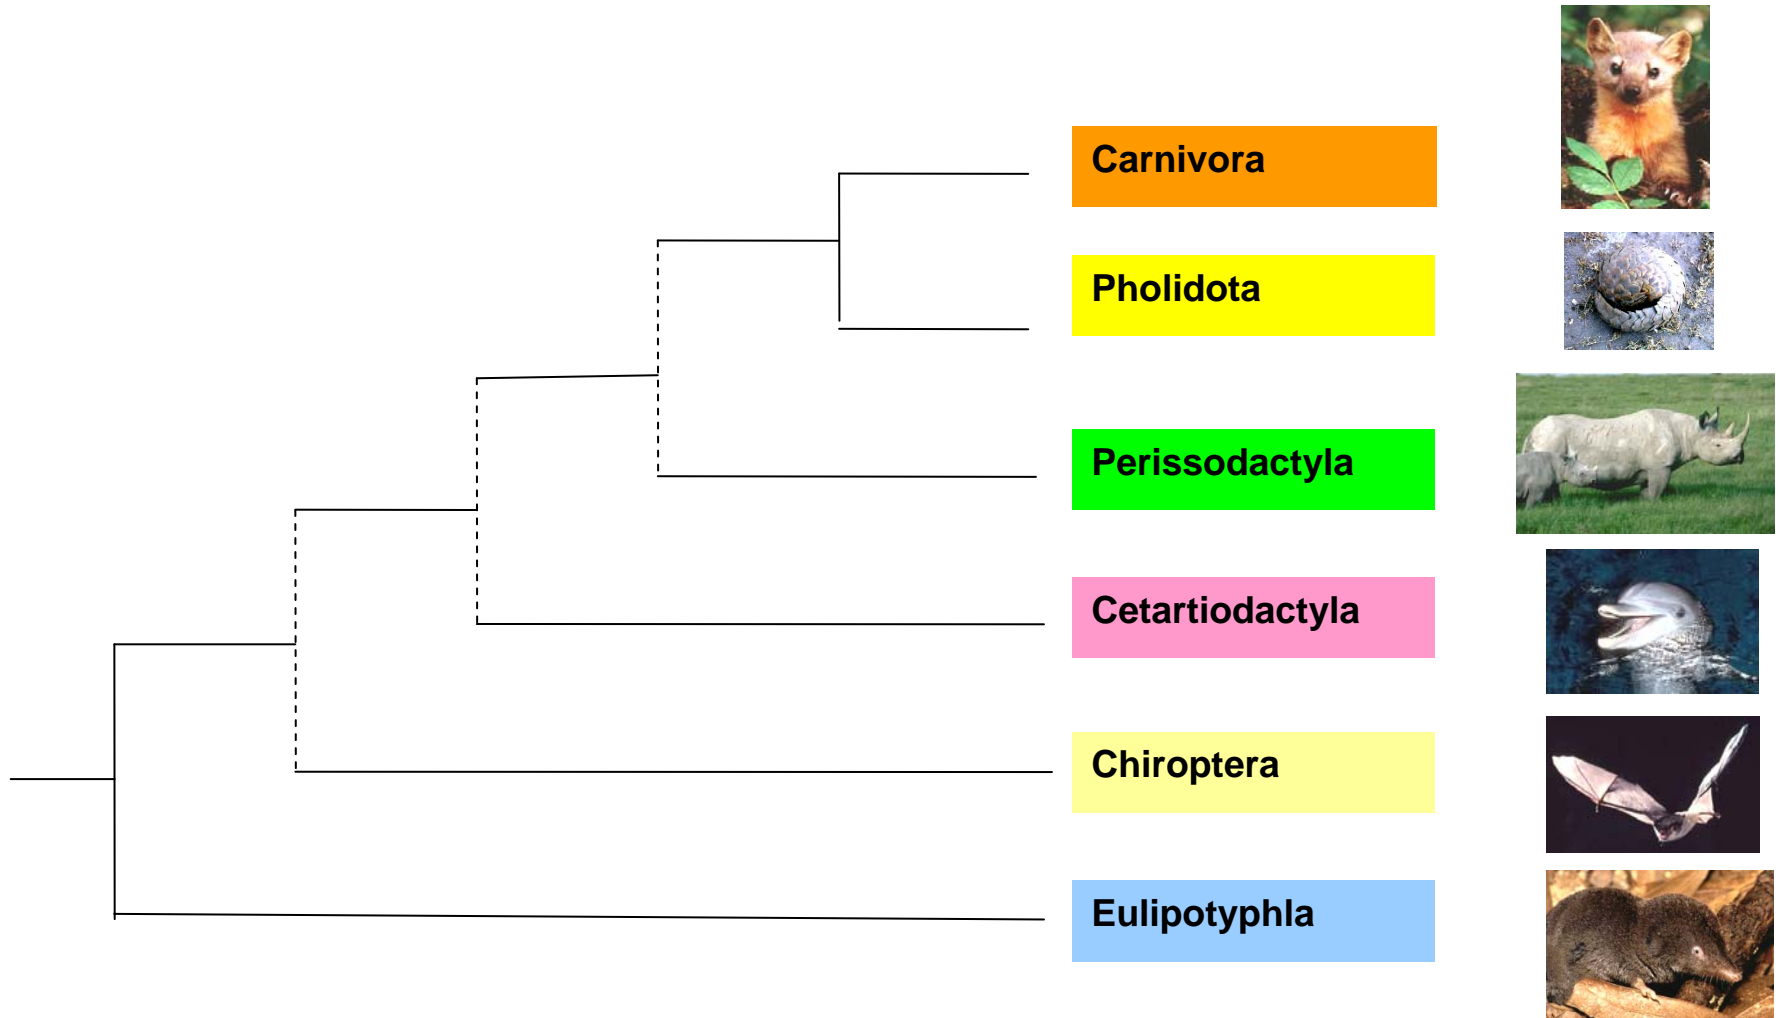 Carnivora
Pholidota
Perissodactyla
Cetartiodactyla
Chiroptera
Eulipotyphla